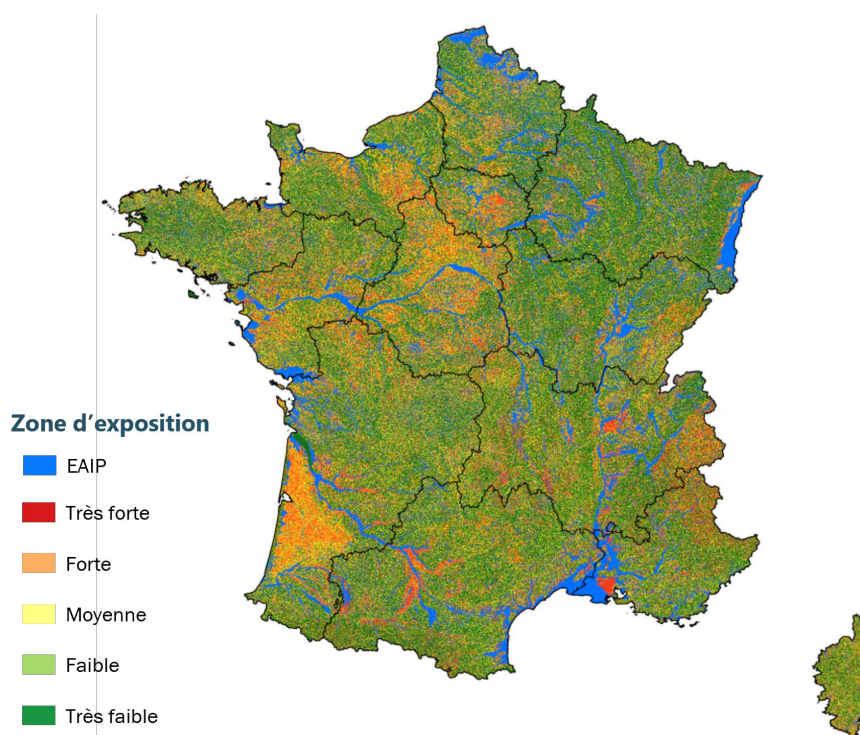 Zone d’exposition
EAIP
Très forte
Forte
Moyenne
Faible
Très faible